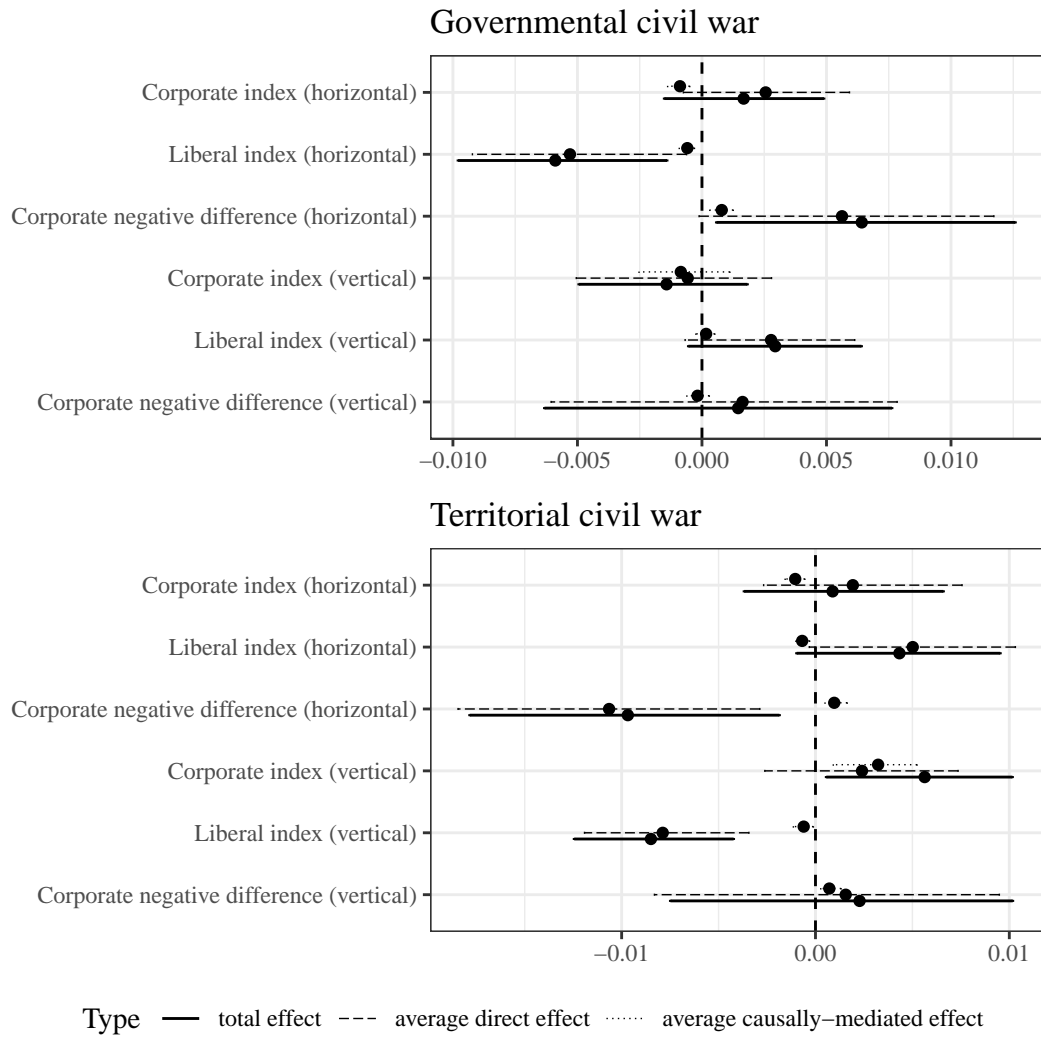 Governmental civil war
Corporate index (horizontal)
Liberal index (horizontal)
Corporate negative difference (horizontal)
Corporate index (vertical)
Liberal index (vertical)
Corporate negative difference (vertical)
−0.010 −0.005 0.000 0.005 0.010
Territorial civil war
Corporate index (horizontal)
Liberal index (horizontal)
Corporate negative difference (horizontal)
Corporate index (vertical)
Liberal index (vertical)
Corporate negative difference (vertical)
−0.01 0.00 0.01
Type total effect average direct effect average causally−mediated effect